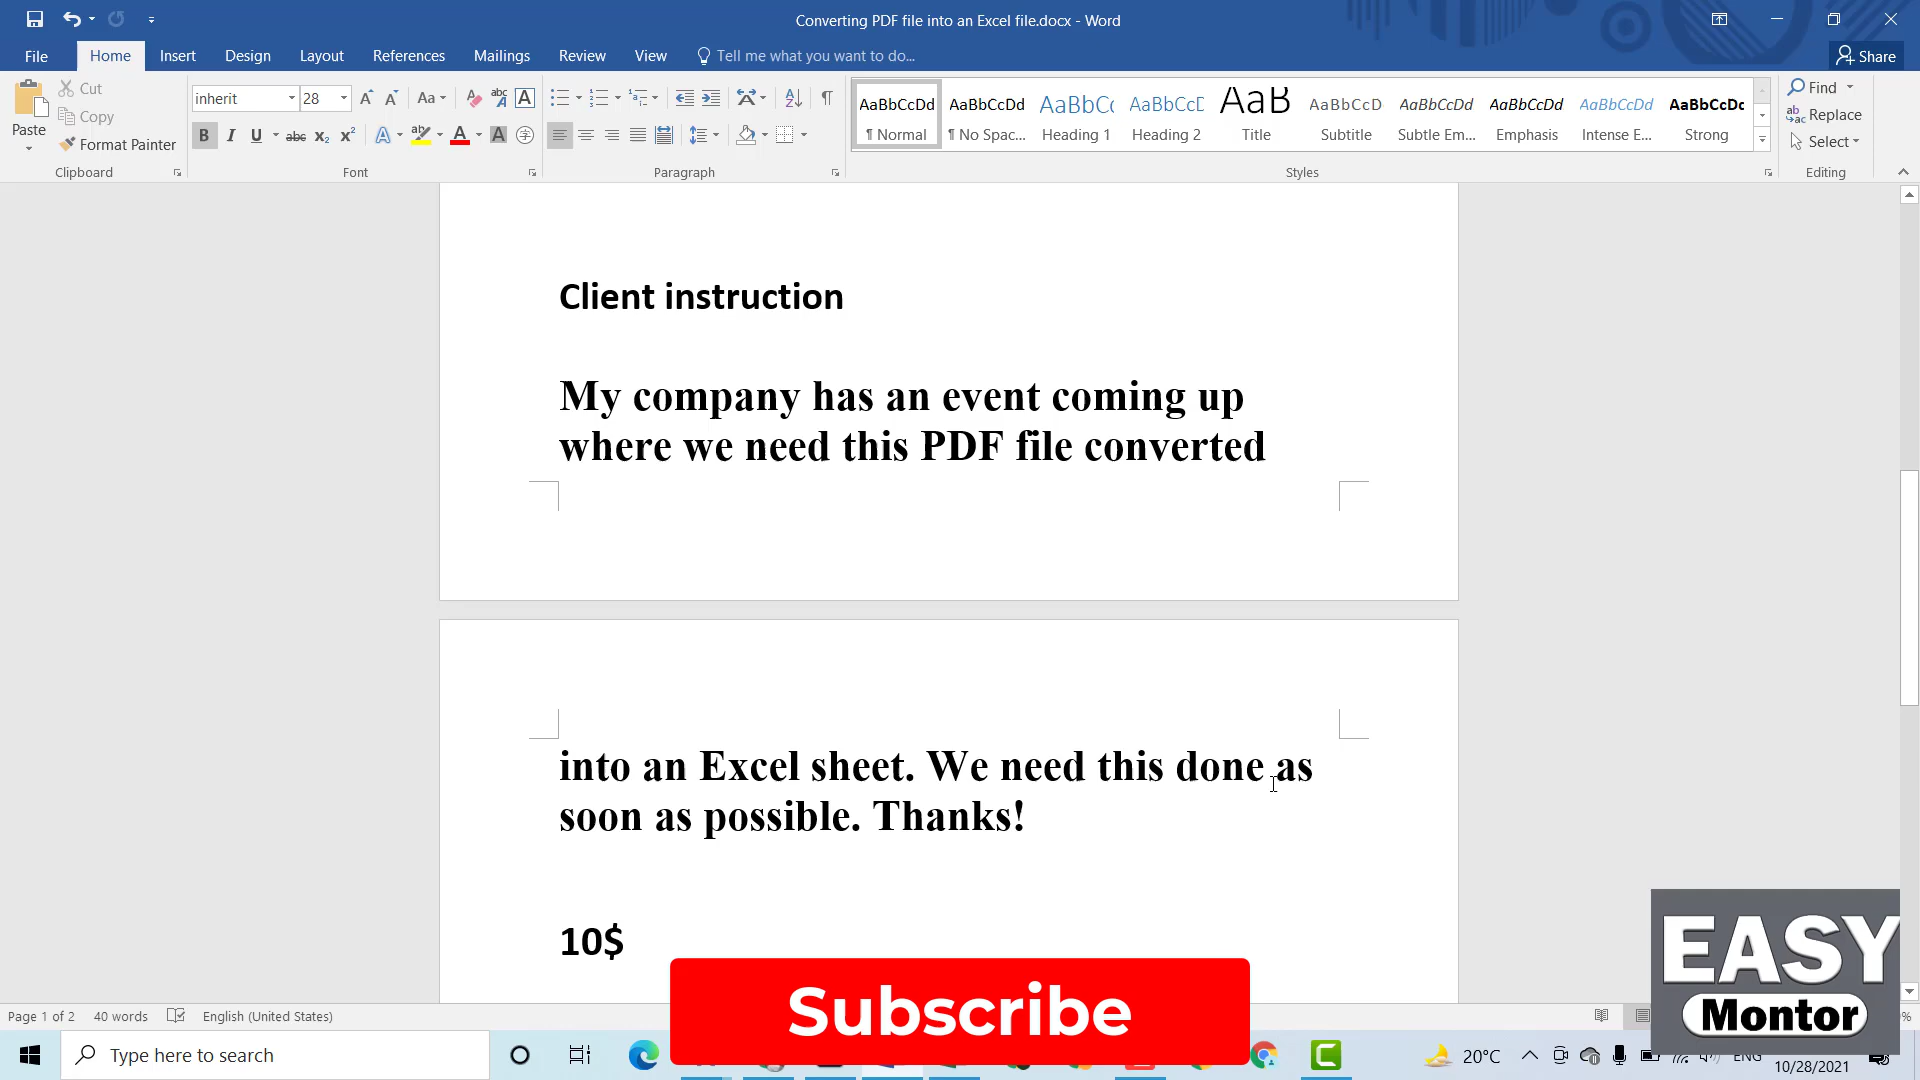 Converting PDF file into an Excel file.docx - Word
File Home Insert Design Layout References Mailings Review View Tell me what you want to do... Share
Paste
Cut
Copy
Format Painter
Clipboard
inherit 28
Aa
B I U abc X₂ X²
Font
Paragraph
AaBbCcDd AaBbCcDd AaBbCc AaBbCcC AaB AaBbCcD AaBbCcDd AaBbCcDd AaBbCcDd AaBbCcDc
¶ Normal ¶ No Spac... Heading 1 Heading 2 Title Subtitle Subtle Em... Emphasis Intense E... Strong
Styles
Find
Replace
Select
Editing
Client instruction
My company has an event coming up
where we need this PDF file converted
into an Excel sheet. We need this done as
soon as possible. Thanks!
10$
Subscribe
EASY
Montor
Page 1 of 2 40 words English (United States)
Type here to search
20°C
ENG
10/28/2021